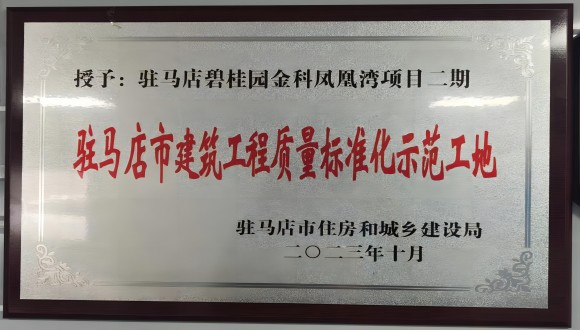 授予：驻马店碧桂园金科凤凰湾项目二期
驻马店市建筑工程质量标准化示范工地
驻马店市住房和城乡建设局
二〇二三年十月